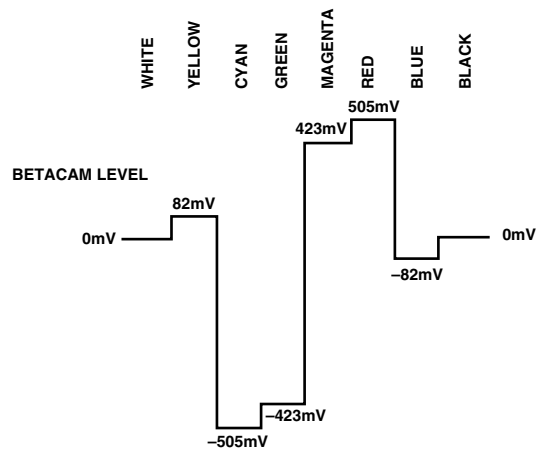 WHITE
YELLOW
CYAN
GREEN
MAGENTA
RED
BLUE
BLACK
505mV
423mV
BETACAM LEVEL
82mV
0mV
0mV
–82mV
–423mV
–505mV